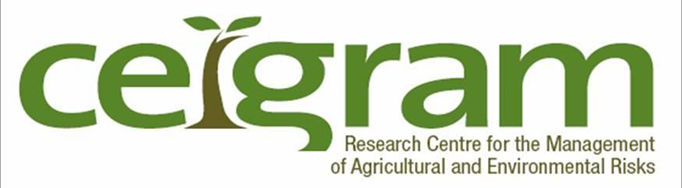 ceigram
Research Centre for the Management
of Agricultural and Environmental Risks